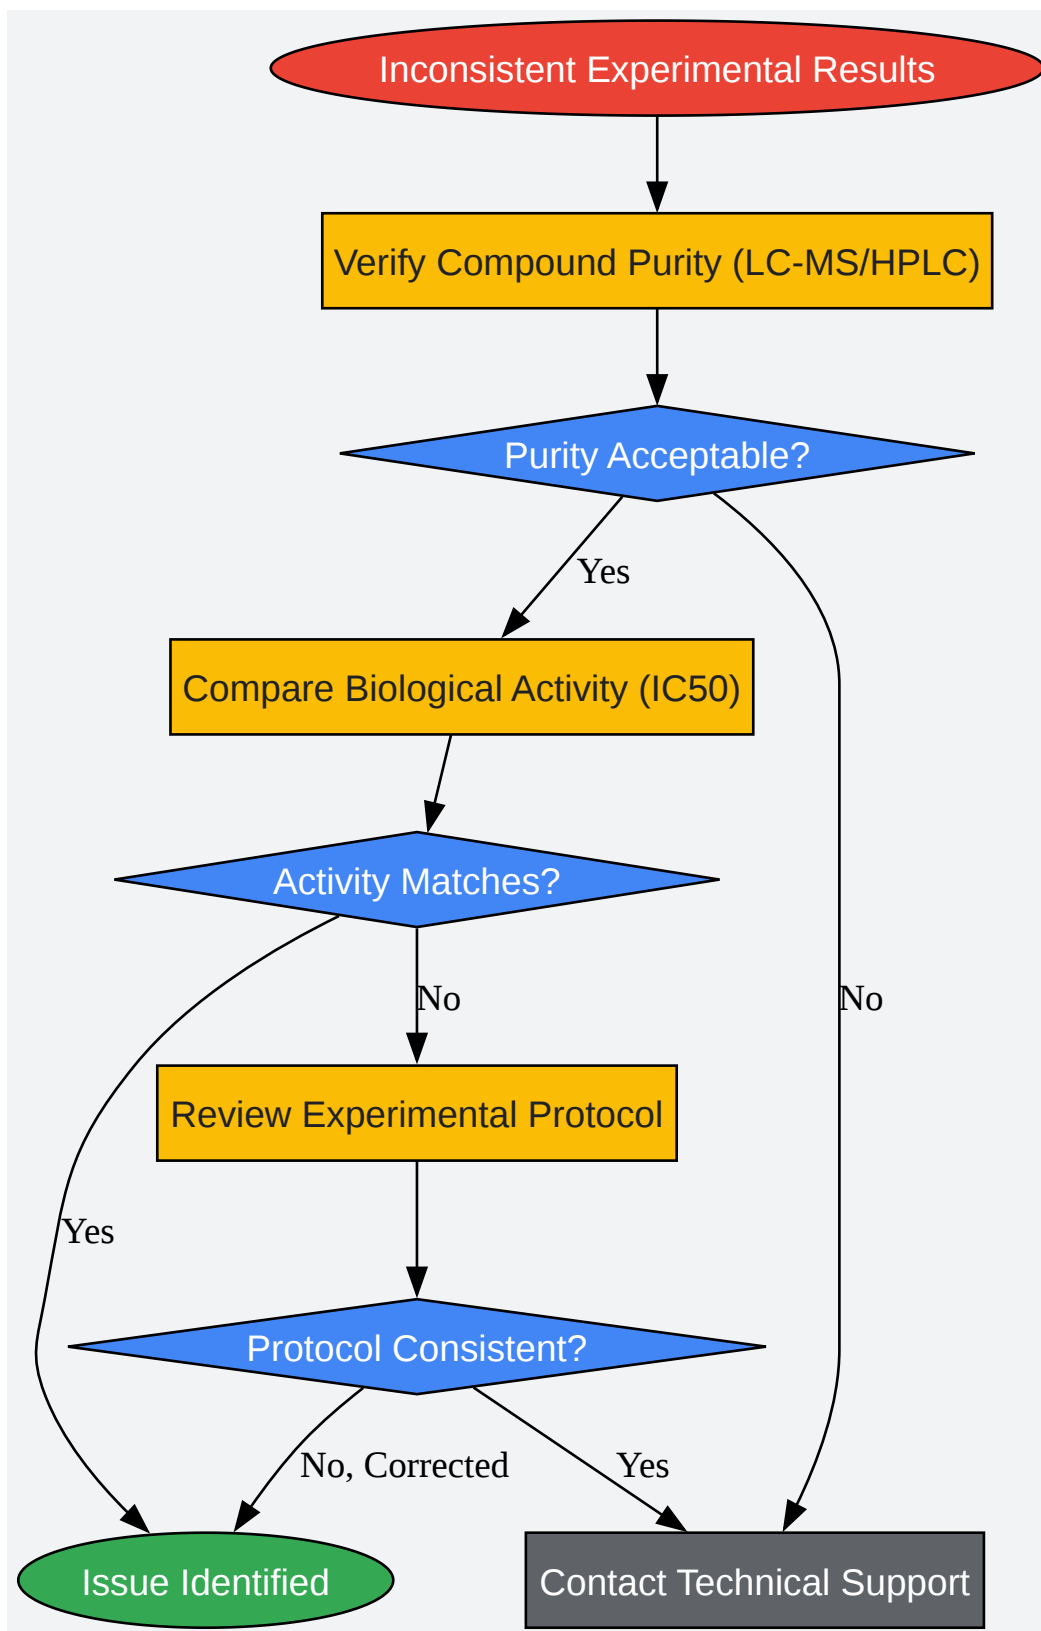 Inconsistent Experimental Results
Verify Compound Purity (LC-MS/HPLC)
Purity Acceptable?
Yes
Compare Biological Activity (IC50)
Activity Matches?
No
No
Review Experimental Protocol
Yes
Protocol Consistent?
No, Corrected
Yes
Issue Identified
Contact Technical Support